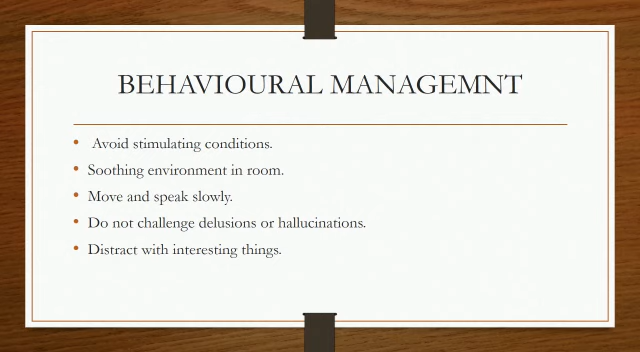 BEHAVIOURAL MANAGEMNT
• Avoid stimulating conditions.
• Soothing environment in room.
• Move and speak slowly.
• Do not challenge delusions or hallucinations.
• Distract with interesting things.